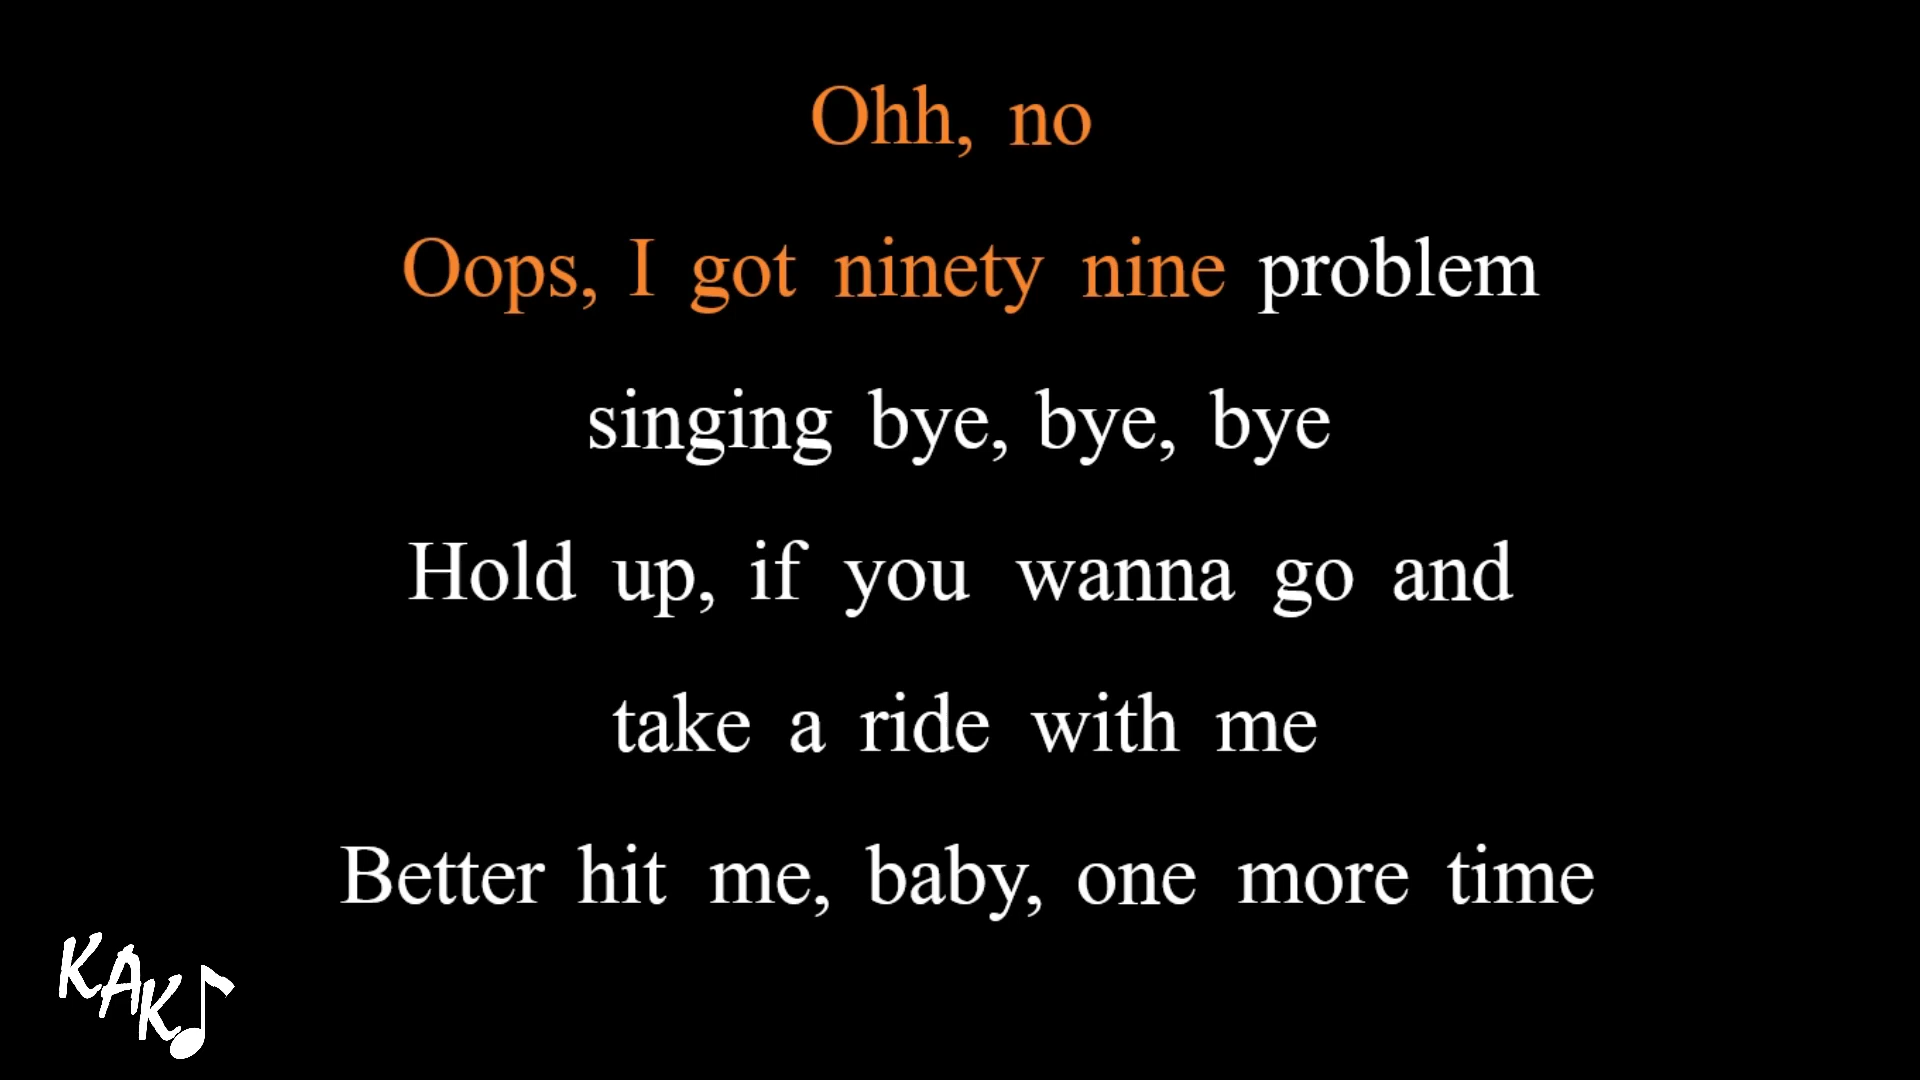 Ohh, no
Oops, I got ninety nine problem
singing bye, bye, bye
Hold up, if you wanna go and
take a ride with me
Better hit me, baby, one more time
KAK